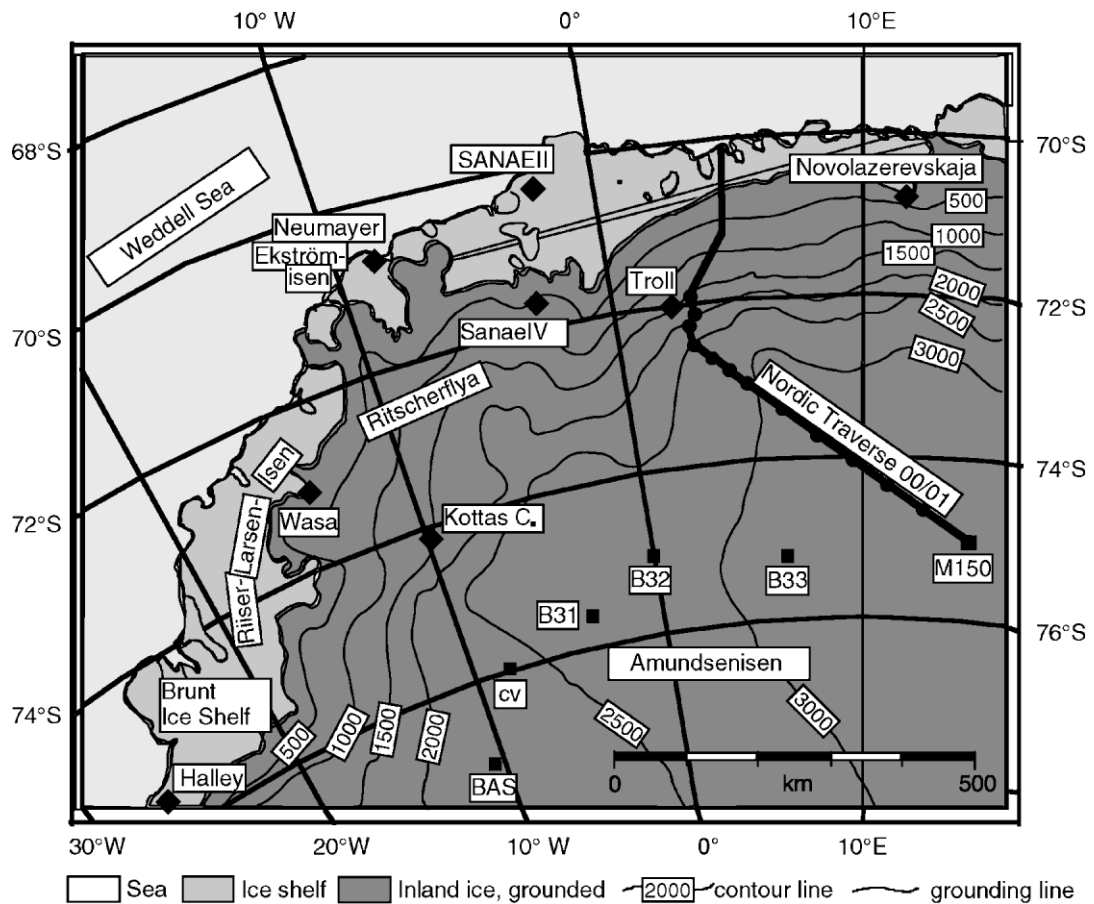 10° W
0°
10°E
68°S
70°S
SANAEII
Novolazerevskaja
Weddell Sea
500
Neumayer
1000
Ekström-
isen
1500
Troll
2000
72°S
70°S
SanaeIV
2500
3000
Ritscherflya
Nordic Traverse 00/01
Isen
74°S
Larsen-
Wasa
Kottas C.
72°S
B32
B33
M150
Riiser-
B31
76°S
Amundsenisen
cv
Brunt
Ice Shelf
74°S
500
1000
1500
2000
2500
3000
Halley
BAS
0
km
500
30°W
20°W
10° W
0°
10°E
Sea
Ice shelf
Inland ice, grounded
2000
contour line
grounding line